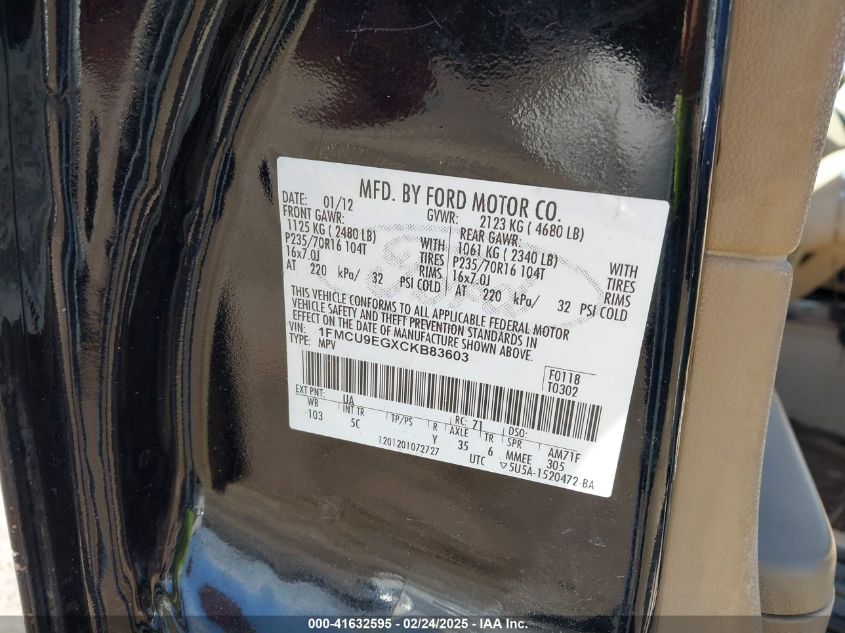 MFD. BY FORD MOTOR CO.
DATE: 01/12 GVWR: 2123 KG ( 4680 LB)
FRONT GAWR: REAR GAWR:
1125 KG ( 2480 LB) WITH 1061 KG ( 2340 LB) WITH
P235/70R16 104T TIRES P235/70R16 104T TIRES
16x7.0J RIMS 16x7.0J RIMS
AT 220 kPa/ 32 PSI COLD AT 220 kPa/ 32 PSI COLD
THIS VEHICLE CONFORMS TO ALL APPLICABLE FEDERAL MOTOR
VEHICLE SAFETY AND THEFT PREVENTION STANDARDS IN
EFFECT ON THE DATE OF MANUFACTURE SHOWN ABOVE.
VIN: 1FMCU9EGXCKB83603
TYPE: MPV
F0118
T0302
EXT PNT: UA RC: 71 DSO:
WB INT TR TP/PS R AXLE TR SPR AM71F
103 5C Y 35 6 MMEE 305
1201201072727 UTC ▽5U5A-1520472-BA
000-41632595 - 02/24/2025 - IAA Inc.